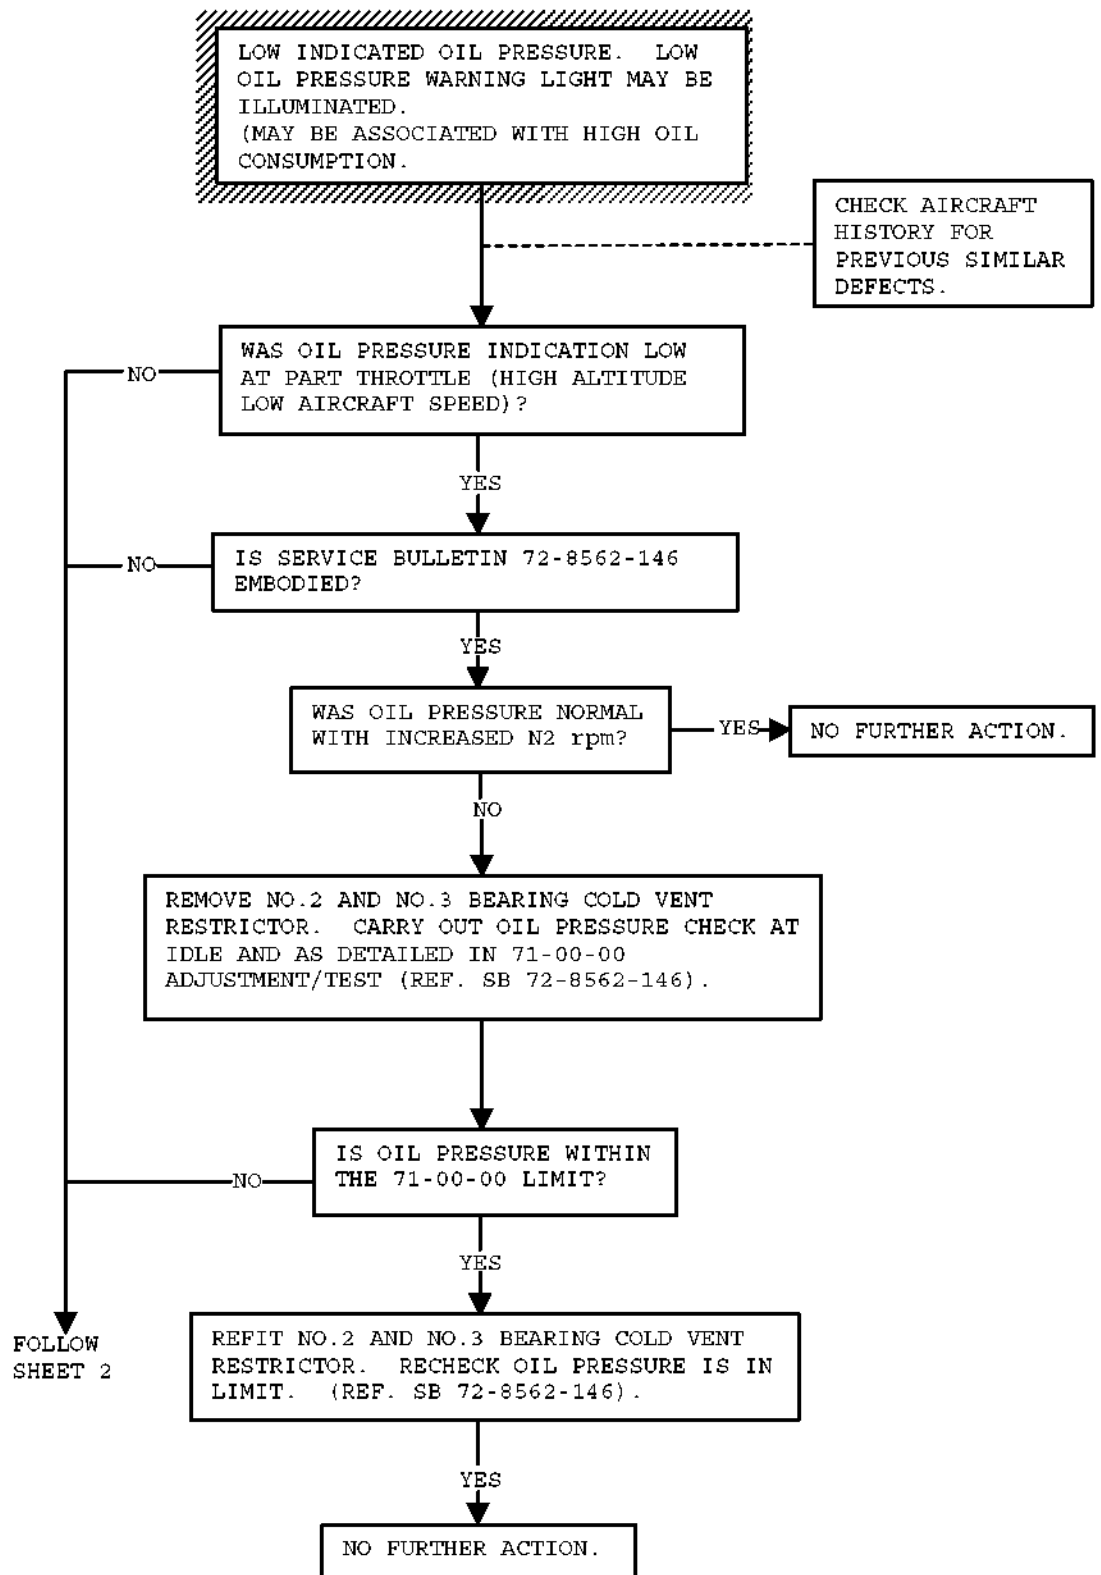 LOW INDICATED OIL PRESSURE. LOW
OIL PRESSURE WARNING LIGHT MAY BE
ILLUMINATED.
(MAY BE ASSOCIATED WITH HIGH OIL
CONSUMPTION.
CHECK AIRCRAFT
HISTORY FOR
PREVIOUS SIMILAR
DEFECTS.
WAS OIL PRESSURE INDICATION LOW
AT PART THROTTLE (HIGH ALTITUDE
LOW AIRCRAFT SPEED)?
NO
YES
IS SERVICE BULLETIN 72-8562-146
EMBODIED?
NO
YES
WAS OIL PRESSURE NORMAL
WITH INCREASED N2 rpm?
YES
NO FURTHER ACTION.
NO
REMOVE NO.2 AND NO.3 BEARING COLD VENT
RESTRICTOR. CARRY OUT OIL PRESSURE CHECK AT
IDLE AND AS DETAILED IN 71-00-00
ADJUSTMENT/TEST (REF. SB 72-8562-146).
IS OIL PRESSURE WITHIN
THE 71-00-00 LIMIT?
NO
YES
FOLLOW
SHEET 2
REFIT NO.2 AND NO.3 BEARING COLD VENT
RESTRICTOR. RECHECK OIL PRESSURE IS IN
LIMIT. (REF. SB 72-8562-146).
YES
NO FURTHER ACTION.